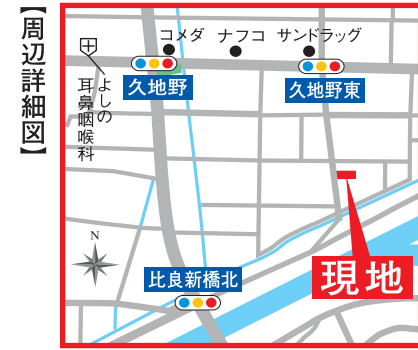 【周辺詳細図】
コメダ
ナフコ
サンドラッグ
久地野
久地野東
よしの
耳鼻咽喉科
N
比良新橋北
現地